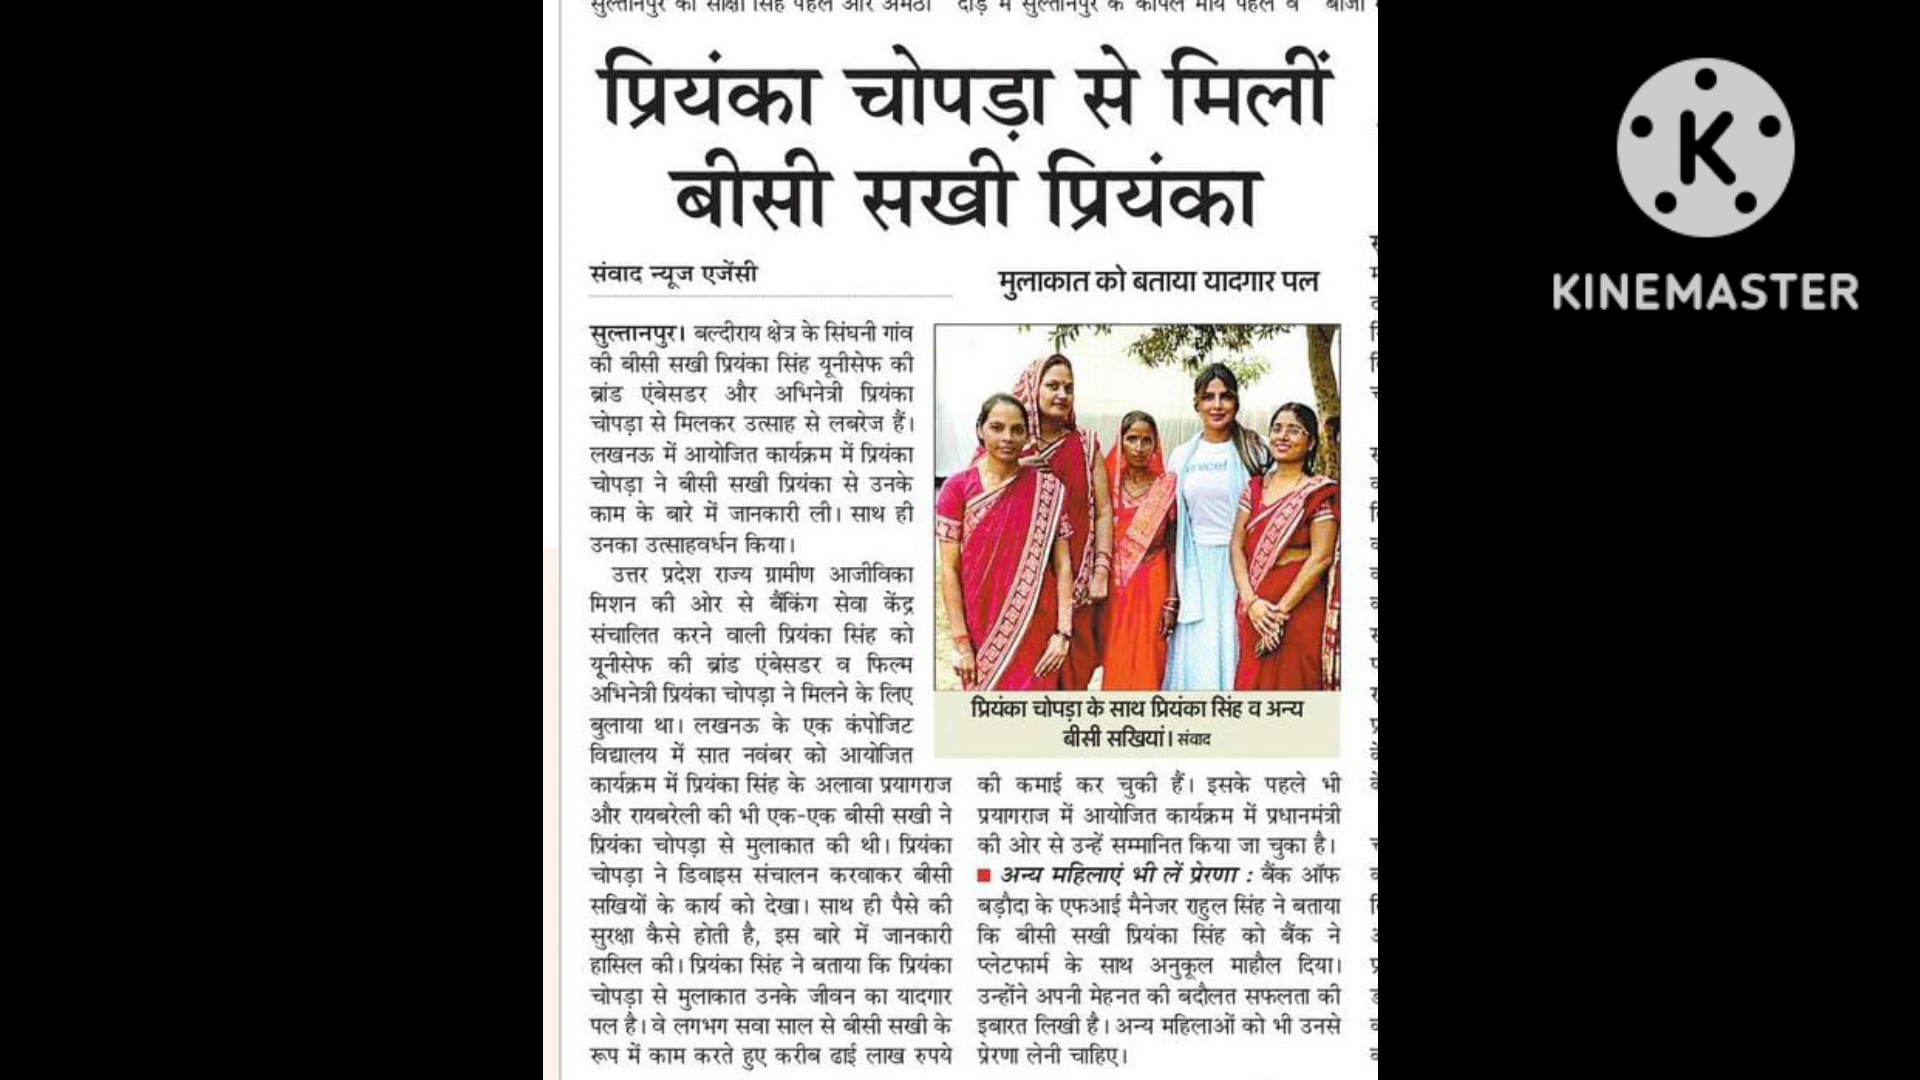 प्रियंका चोपड़ा से मिलीं
बीसी सखी प्रियंका
संवाद न्यूज एजेंसी
मुलाकात को बताया यादगार पल
सुल्तानपुर। बल्दीराय क्षेत्र के सिंघनी गांव
की बीसी सखी प्रियंका सिंह यूनीसेफ की
ब्रांड एंबेसडर और अभिनेत्री प्रियंका
चोपड़ा से मिलकर उत्साह से लबरेज हैं।
लखनऊ में आयोजित कार्यक्रम में प्रियंका
चोपड़ा ने बीसी सखी प्रियंका से उनके
काम के बारे में जानकारी ली। साथ ही
उनका उत्साहवर्धन किया।
उत्तर प्रदेश राज्य ग्रामीण आजीविका
मिशन की ओर से बैंकिंग सेवा केंद्र
संचालित करने वाली प्रियंका सिंह को
यूनीसेफ की ब्रांड एंबेसडर व फिल्म
अभिनेत्री प्रियंका चोपड़ा ने मिलने के लिए
बुलाया था। लखनऊ के एक कंपोजिट
विद्यालय में सात नवंबर को आयोजित
कार्यक्रम में प्रियंका सिंह के अलावा प्रयागराज
और रायबरेली की भी एक-एक बीसी सखी ने
प्रियंका चोपड़ा से मुलाकात की थी। प्रियंका
चोपड़ा ने डिवाइस संचालन करवाकर बीसी
सखियों के कार्य को देखा। साथ ही पैसे की
सुरक्षा कैसे होती है, इस बारे में जानकारी
हासिल की। प्रियंका सिंह ने बताया कि प्रियंका
चोपड़ा से मुलाकात उनके जीवन का यादगार
पल है। वे लगभग सवा साल से बीसी सखी के
रूप में काम करते हुए करीब ढाई लाख रुपये
unicef
प्रियंका चोपड़ा के साथ प्रियंका सिंह व अन्य
बीसी सखियां। संवाद
की कमाई कर चुकी हैं। इसके पहले भी
प्रयागराज में आयोजित कार्यक्रम में प्रधानमंत्री
की ओर से उन्हें सम्मानित किया जा चुका है।
अन्य महिलाएं भी लें प्रेरणा : बैंक ऑफ
बड़ौदा के एफआई मैनेजर राहुल सिंह ने बताया
कि बीसी सखी प्रियंका सिंह को बैंक ने
प्लेटफार्म के साथ अनुकूल माहौल दिया।
उन्होंने अपनी मेहनत की बदौलत सफलता की
इबारत लिखी है। अन्य महिलाओं को भी उनसे
प्रेरणा लेनी चाहिए।
K
KINEMASTER